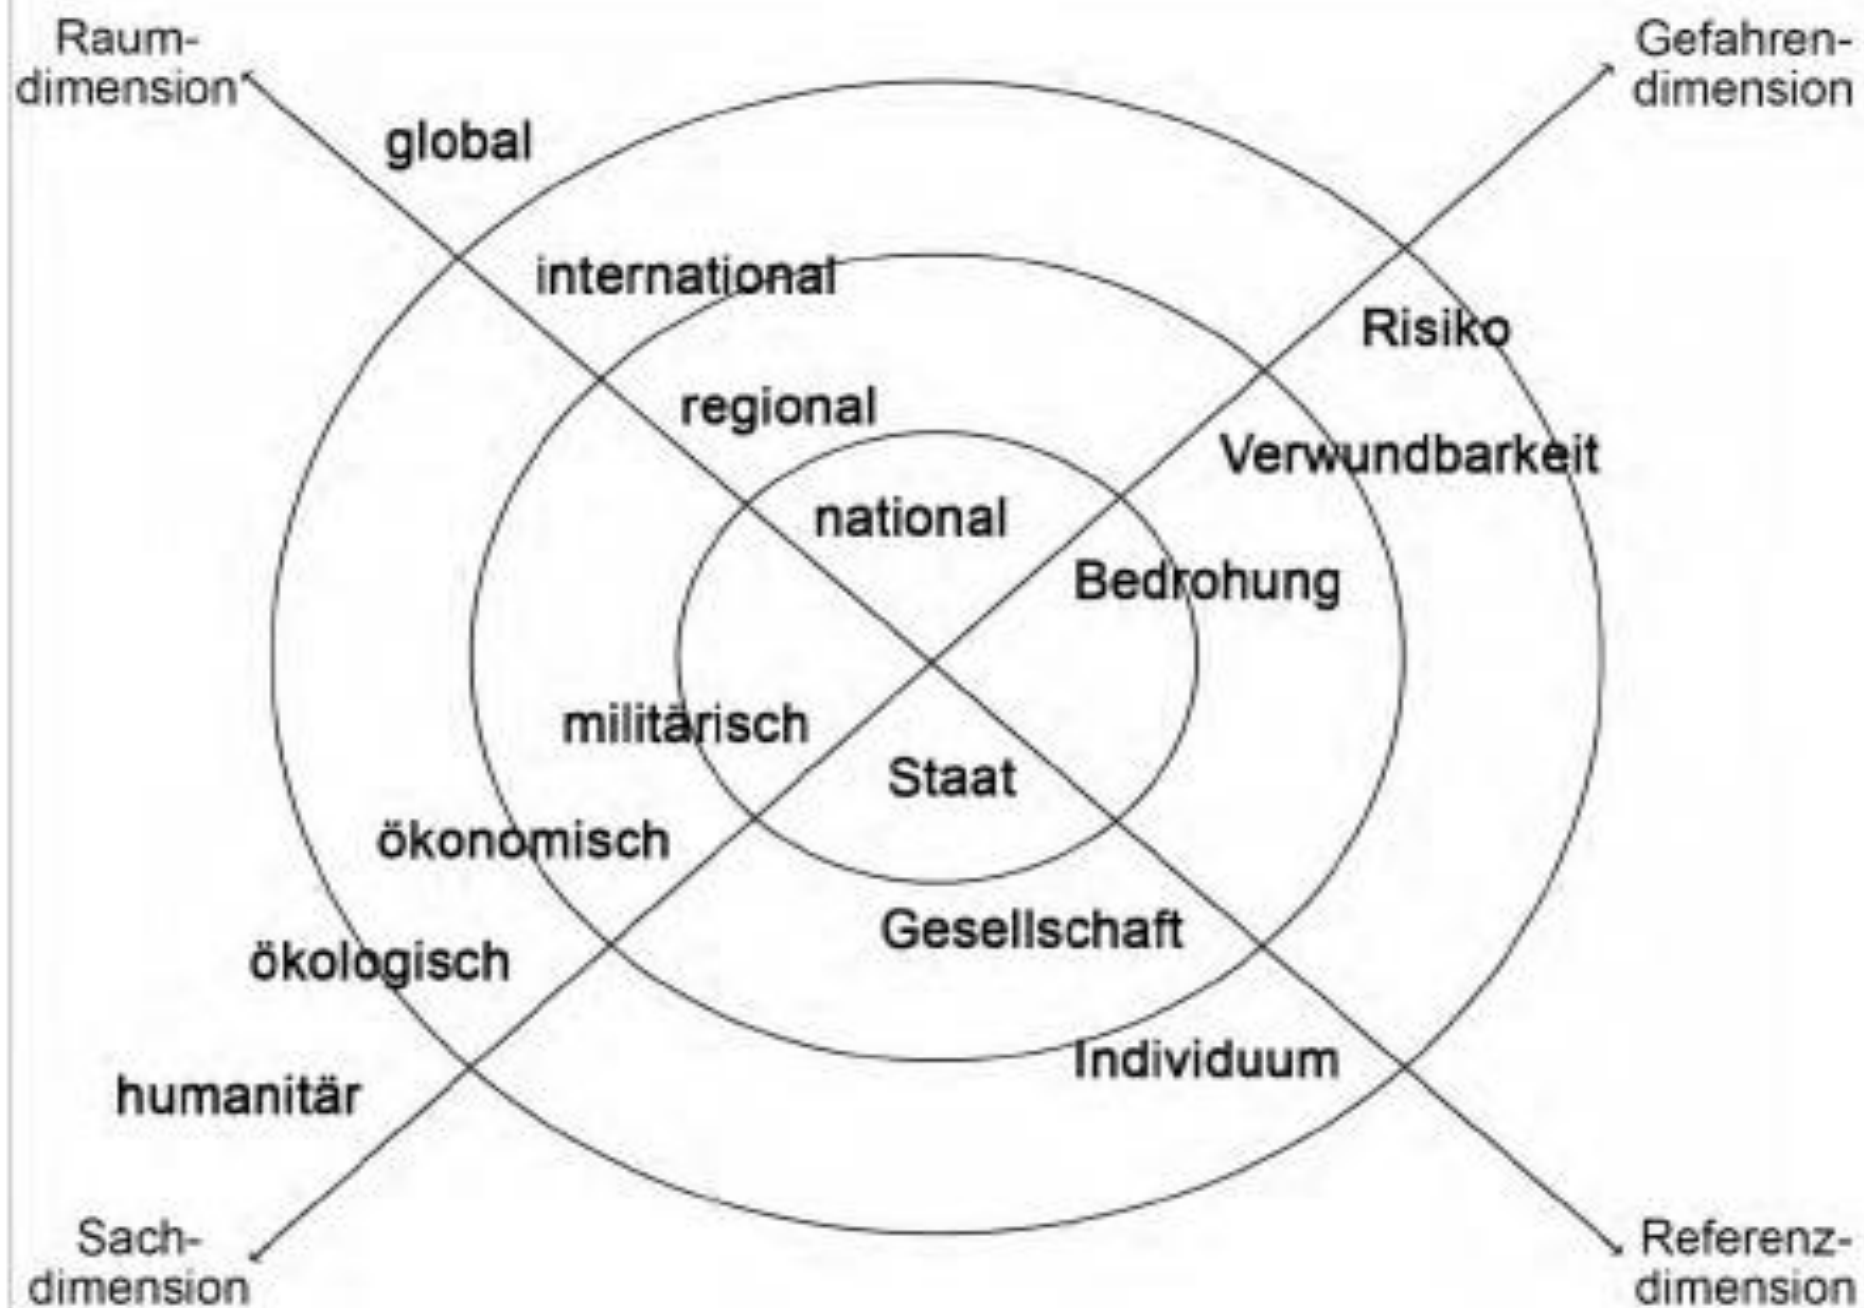 Raum-
dimension
Gefahren-
dimension
global
international
Risiko
regional
Verwundbarkeit
national
Bedrohung
militärisch
Staat
ökonomisch
Gesellschaft
ökologisch
Individuum
humanitär
Sach-
dimension
Referenz-
dimension